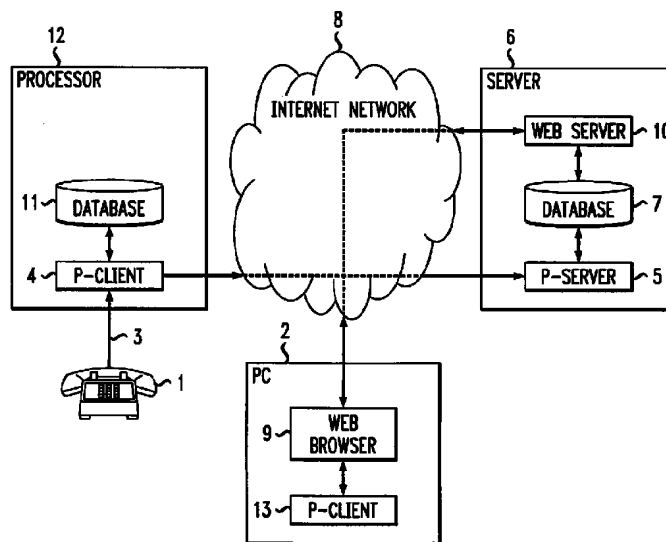 12
PROCESSOR
11
DATABASE
4
P-CLIENT
3
1
8
INTERNET NETWORK
6
SERVER
WEB SERVER
10
DATABASE
7
P-SERVER
5
2
PC
9
WEB
BROWSER
13
P-CLIENT